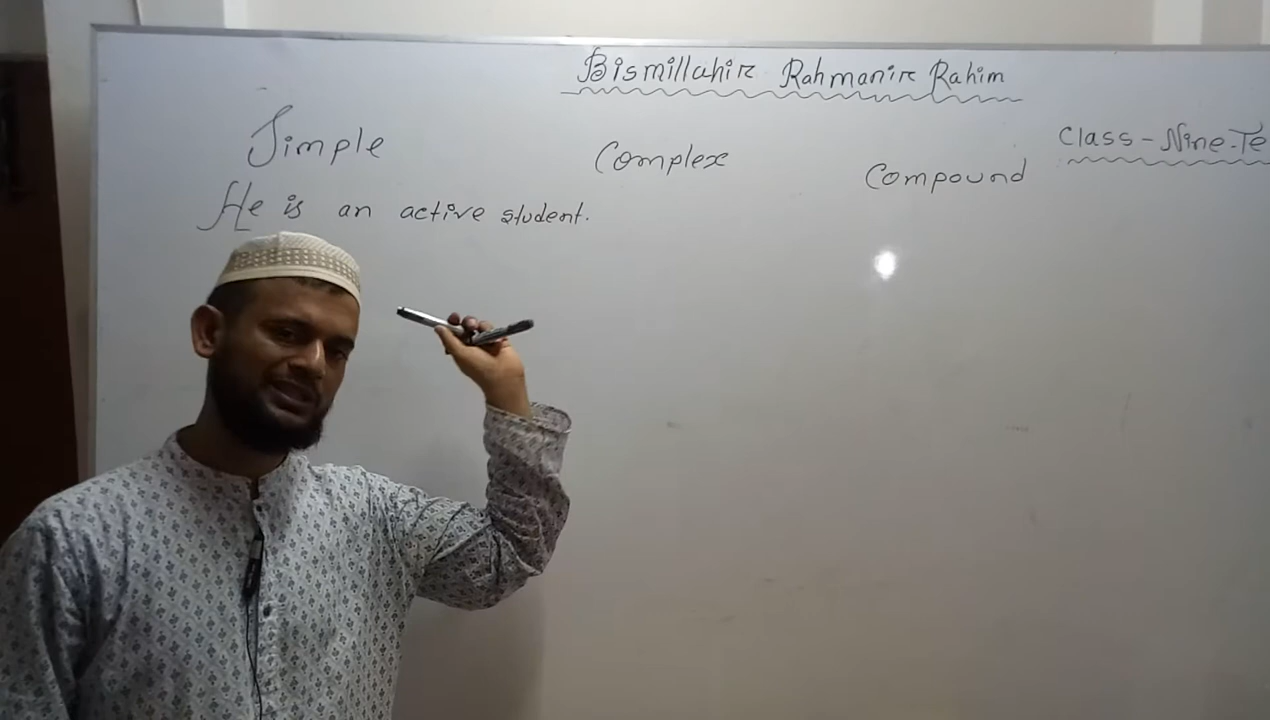 Bismillahir Rahmanir Rahim
Class-Nine-Te
Simple
Complex
Compound
He is an active student.